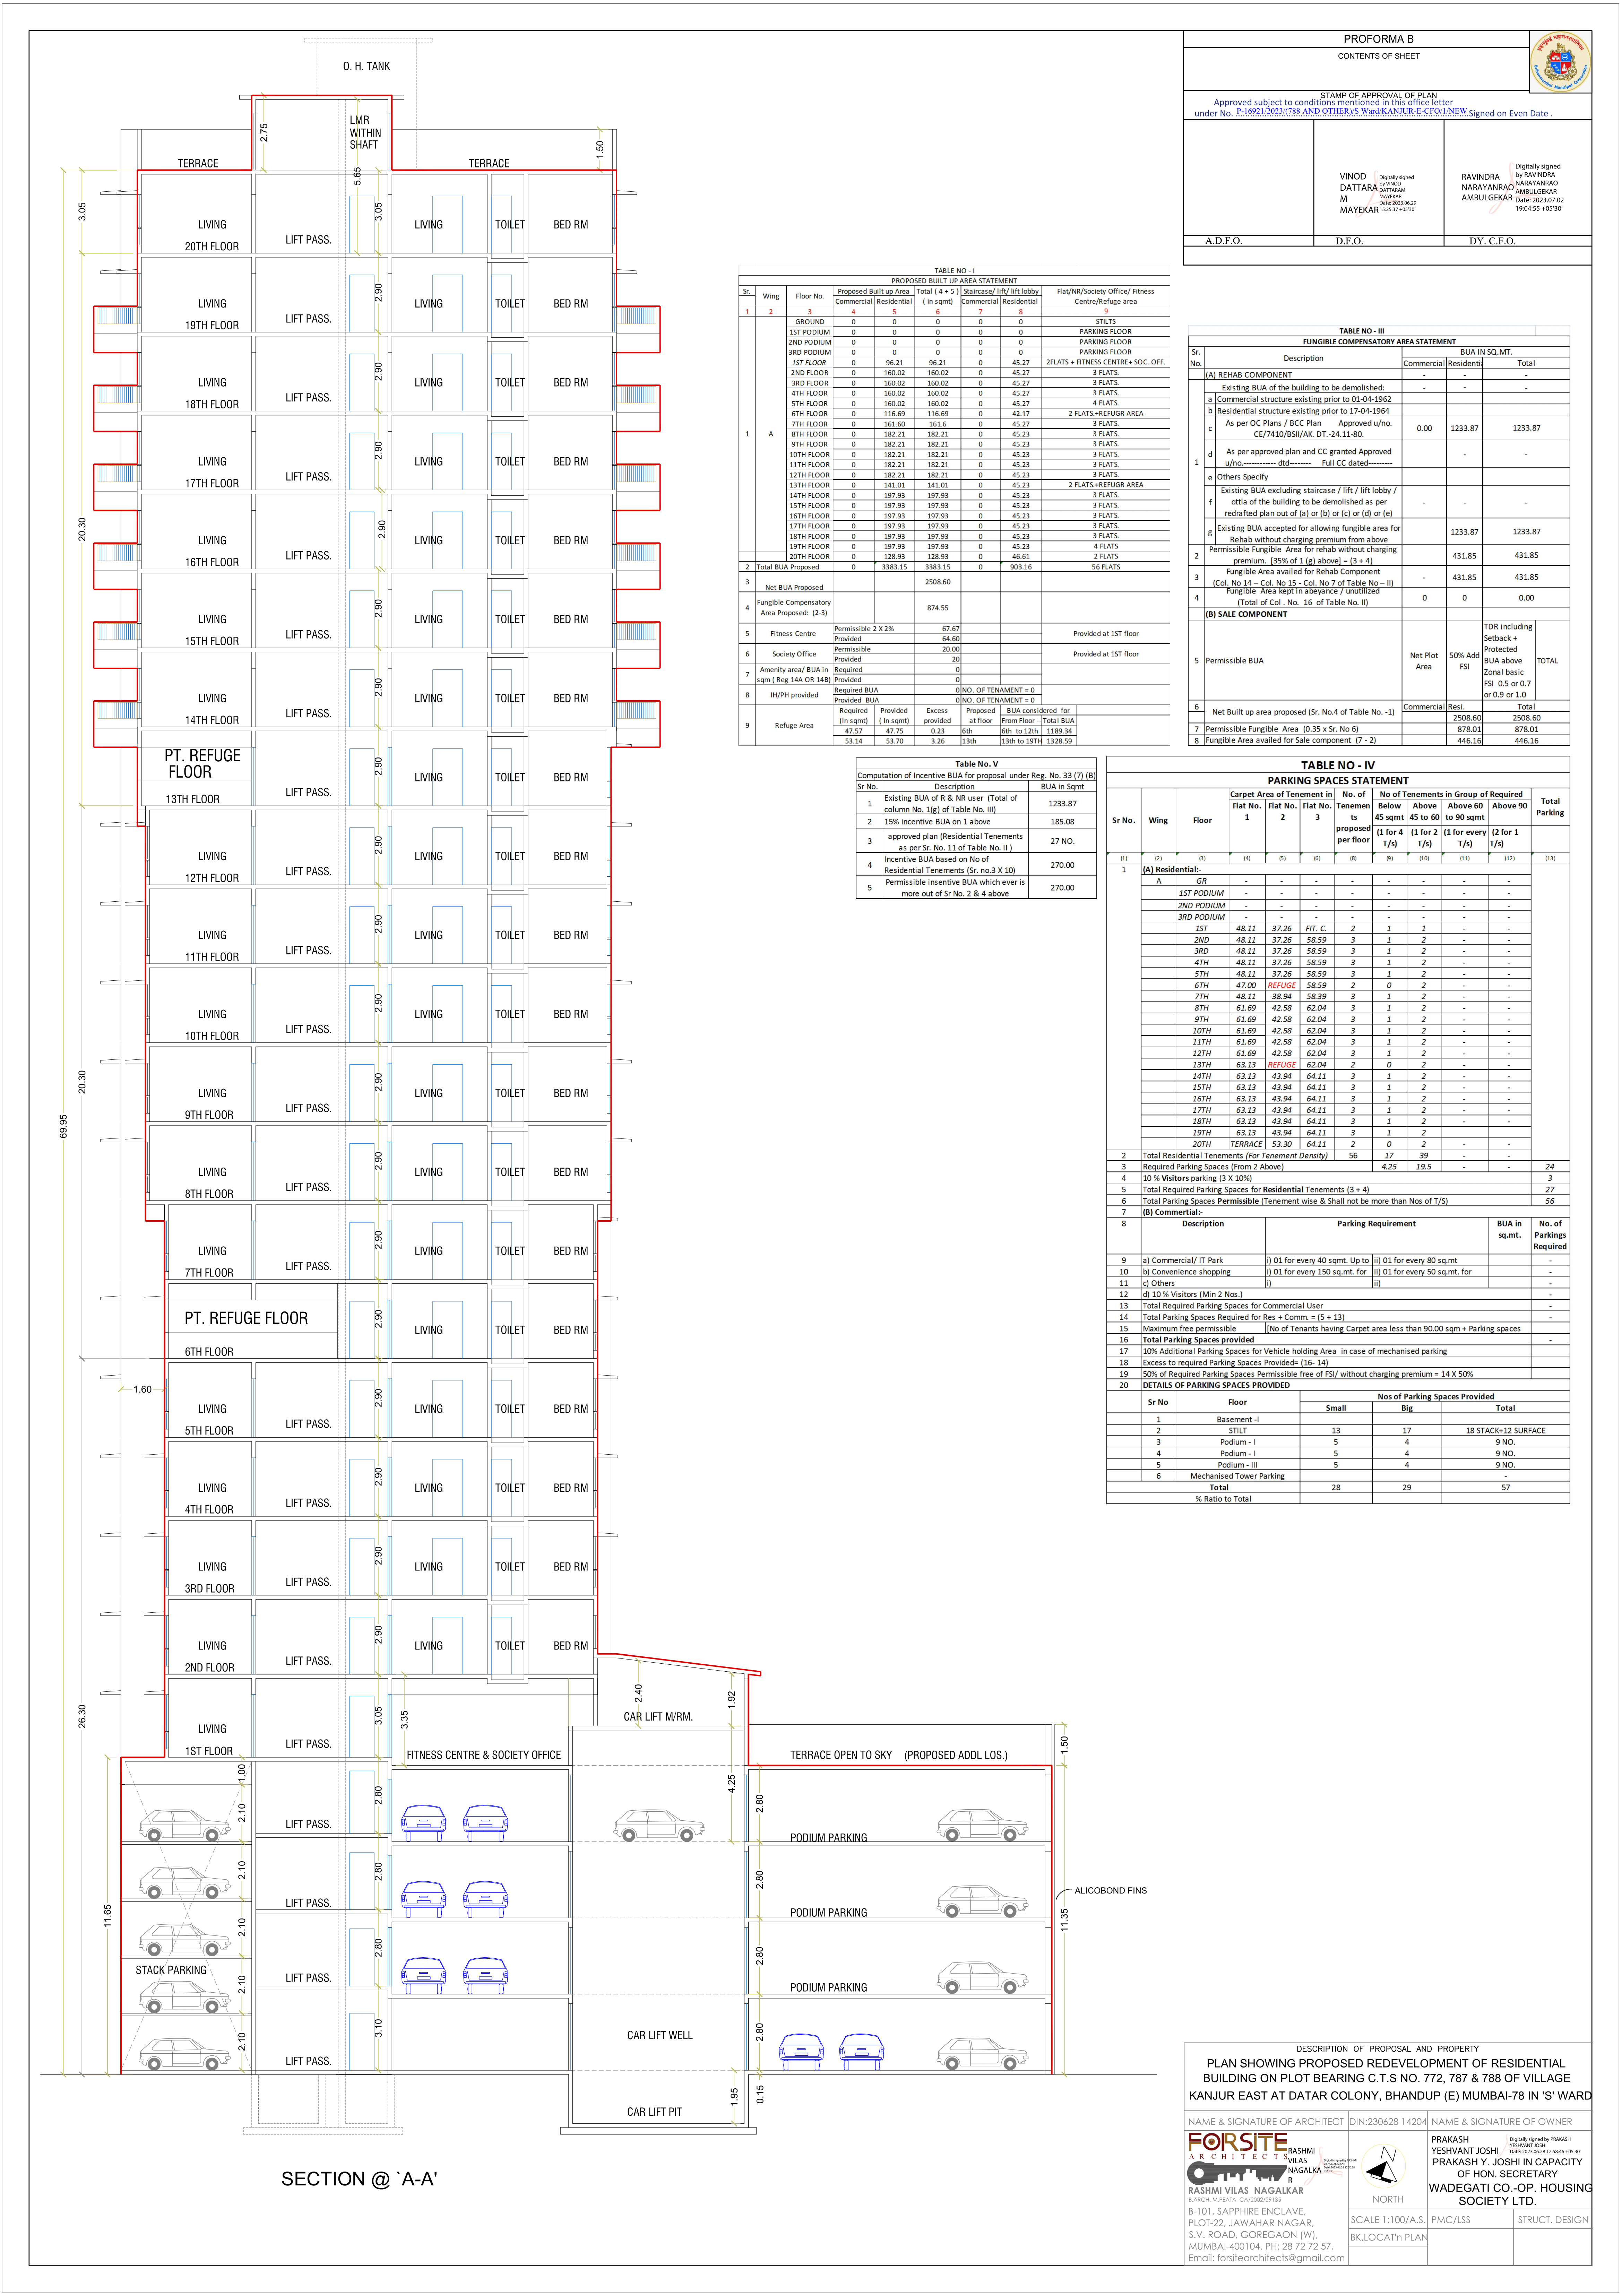 PROFORMA B
CONTENTS OF SHEET
STAMP OF APPROVAL OF PLAN
Approved subject to conditions mentioned in this office letter
under No. P-16921/2023/(788 AND OTHER)/S Ward/KANJUR-E-CFO/1/NEW Signed on Even Date .
VINOD DATTARAM MAYEKAR
Digitally signed by VINOD DATTARAM MAYEKAR
Date: 2023.06.29 15:25:37 +05'30'
RAVINDRA NARAYANRAO AMBULGEKAR
Digitally signed by RAVINDRA NARAYANRAO AMBULGEKAR
Date: 2023.07.02 19:04:55 +05'30'
A.D.F.O. D.F.O. DY. C.F.O.
O. H. TANK
LMR WITHIN SHAFT
2.75
5.65
1.50
TERRACE TERRACE
3.05
3.05
LIVING LIFT PASS. LIVING TOILET BED RM
20TH FLOOR
2.90
LIVING LIFT PASS. LIVING TOILET BED RM
19TH FLOOR
2.90
LIVING LIFT PASS. LIVING TOILET BED RM
18TH FLOOR
2.90
LIVING LIFT PASS. LIVING TOILET BED RM
17TH FLOOR
20.30
2.90
LIVING LIFT PASS. LIVING TOILET BED RM
16TH FLOOR
2.90
LIVING LIFT PASS. LIVING TOILET BED RM
15TH FLOOR
2.90
LIVING LIFT PASS. LIVING TOILET BED RM
14TH FLOOR
2.90
PT. REFUGE FLOOR
LIFT PASS. LIVING TOILET BED RM
13TH FLOOR
2.90
LIVING LIFT PASS. LIVING TOILET BED RM
12TH FLOOR
2.90
LIVING LIFT PASS. LIVING TOILET BED RM
11TH FLOOR
2.90
LIVING LIFT PASS. LIVING TOILET BED RM
10TH FLOOR
20.30
69.95
2.90
LIVING LIFT PASS. LIVING TOILET BED RM
9TH FLOOR
2.90
LIVING LIFT PASS. LIVING TOILET BED RM
8TH FLOOR
2.90
LIVING LIFT PASS. LIVING TOILET BED RM
7TH FLOOR
2.90
PT. REFUGE FLOOR
LIVING TOILET BED RM
6TH FLOOR
1.60
2.90
LIVING LIFT PASS. LIVING TOILET BED RM
5TH FLOOR
2.90
LIVING LIFT PASS. LIVING TOILET BED RM
4TH FLOOR
2.90
LIVING LIFT PASS. LIVING TOILET BED RM
3RD FLOOR
2.90
LIVING LIFT PASS. LIVING TOILET BED RM
2ND FLOOR
26.30
3.05
3.35
2.40
1.92
CAR LIFT M/RM.
LIVING LIFT PASS.
1ST FLOOR
FITNESS CENTRE & SOCIETY OFFICE
TERRACE OPEN TO SKY (PROPOSED ADDL LOS.)
1.50
1.00
4.25
2.10 2.80 2.80
LIFT PASS. PODIUM PARKING
2.10 2.80 2.80
LIFT PASS. PODIUM PARKING
ALICOBOND FINS
11.65
11.35
2.10 2.80 2.80
STACK PARKING LIFT PASS. PODIUM PARKING
2.10
2.10 3.10 2.80
CAR LIFT WELL
LIFT PASS.
1.95
0.15
CAR LIFT PIT
SECTION @ `A-A'
TABLE NO - I
PROPOSED BUILT UP AREA STATEMENT
Sr. Wing Floor No. Proposed Built up Area Total ( 4 + 5 ) Staircase/ lift/ lift lobby Flat/NR/Society Office/ Fitness
Commercial Residential ( in sqmt) Commercial Residential Centre/Refuge area
1 2 3 4 5 6 7 8 9
GROUND 0 0 0 0 0 STILTS
1ST PODIUM 0 0 0 0 0 PARKING FLOOR
2ND PODIUM 0 0 0 0 0 PARKING FLOOR
3RD PODIUM 0 0 0 0 0 PARKING FLOOR
1ST FLOOR 0 96.21 96.21 0 45.27 2FLATS + FITNESS CENTRE+ SOC. OFF.
2ND FLOOR 0 160.02 160.02 0 45.27 3 FLATS.
3RD FLOOR 0 160.02 160.02 0 45.27 3 FLATS.
4TH FLOOR 0 160.02 160.02 0 45.27 3 FLATS.
5TH FLOOR 0 160.02 160.02 0 45.27 4 FLATS.
6TH FLOOR 0 116.69 116.69 0 42.17 2 FLATS.+REFUGR AREA
7TH FLOOR 0 161.60 161.6 0 45.27 3 FLATS.
1 A 8TH FLOOR 0 182.21 182.21 0 45.23 3 FLATS.
9TH FLOOR 0 182.21 182.21 0 45.23 3 FLATS.
10TH FLOOR 0 182.21 182.21 0 45.23 3 FLATS.
11TH FLOOR 0 182.21 182.21 0 45.23 3 FLATS.
12TH FLOOR 0 182.21 182.21 0 45.23 3 FLATS.
13TH FLOOR 0 141.01 141.01 0 45.23 2 FLATS.+REFUGR AREA
14TH FLOOR 0 197.93 197.93 0 45.23 3 FLATS.
15TH FLOOR 0 197.93 197.93 0 45.23 3 FLATS.
16TH FLOOR 0 197.93 197.93 0 45.23 3 FLATS.
17TH FLOOR 0 197.93 197.93 0 45.23 3 FLATS.
18TH FLOOR 0 197.93 197.93 0 45.23 3 FLATS.
19TH FLOOR 0 197.93 197.93 0 45.23 4 FLATS
20TH FLOOR 0 128.93 128.93 0 46.61 2 FLATS
2 Total BUA Proposed 0 3383.15 3383.15 0 903.16 56 FLATS
3 Net BUA Proposed 2508.60
4 Fungible Compensatory Area Proposed: (2-3) 874.55
5 Fitness Centre Permissible 2 X 2% 67.67 Provided at 1ST floor
Provided 64.60
6 Society Office Permissible 20.00 Provided at 1ST floor
Provided 20
7 Amenity area/ BUA in Required 0
sqm ( Reg 14A OR 14B) Provided 0
8 IH/PH provided Required BUA 0 NO. OF TENAMENT = 0
Provided BUA 0 NO. OF TENAMENT = 0
9 Refuge Area Required Provided Excess Proposed BUA considered for
(In sqmt) ( In sqmt) provided at floor From Floor -- Total BUA
47.57 47.75 0.23 6th 6th to 12th 1189.34
53.14 53.70 3.26 13th 13th to 19TH 1328.59
TABLE NO - III
FUNGIBLE COMPENSATORY AREA STATEMENT
Sr. No. Description BUA IN SQ.MT.
Commercial Residenti Total
(A) REHAB COMPONENT - - -
Existing BUA of the building to be demolished: - - -
a Commercial structure existing prior to 01-04-1962
b Residential structure existing prior to 17-04-1964
c As per OC Plans / BCC Plan Approved u/no. CE/7410/BSII/AK. DT.-24.11-80. 0.00 1233.87 1233.87
1 d As per approved plan and CC granted Approved u/no.------------ dtd-------- Full CC dated--------- - -
e Others Specify
f Existing BUA excluding staircase / lift / lift lobby / ottla of the building to be demolished as per redrafted plan out of (a) or (b) or (c) or (d) or (e) - - -
g Existing BUA accepted for allowing fungible area for Rehab without charging premium from above 1233.87 1233.87
2 Permissible Fungible Area for rehab without charging premium. [35% of 1 (g) above] = (3 + 4) 431.85 431.85
3 Fungible Area availed for Rehab Component (Col. No 14 – Col. No 15 - Col. No 7 of Table No – II) - 431.85 431.85
4 Fungible Area kept in abeyance / unutilized (Total of Col . No. 16 of Table No. II) 0 0 0.00
(B) SALE COMPONENT
5 Permissible BUA Net Plot Area 50% Add FSI TDR including Setback + Protected BUA above Zonal basic FSI 0.5 or 0.7 or 0.9 or 1.0 TOTAL
6 Net Built up area proposed (Sr. No.4 of Table No. -1) Commercial Resi. Total
2508.60 2508.60
7 Permissible Fungible Area (0.35 x Sr. No 6) 878.01 878.01
8 Fungible Area availed for Sale component (7 - 2) 446.16 446.16
Table No. V
Computation of Incentive BUA for proposal under Reg. No. 33 (7) (B)
Sr No. Description BUA in Sqmt
1 Existing BUA of R & NR user (Total of column No. 1(g) of Table No. III) 1233.87
2 15% incentive BUA on 1 above 185.08
3 approved plan (Residential Tenements as per Sr. No. 11 of Table No. II ) 27 NO.
4 Incentive BUA based on No of Residential Tenements (Sr. no.3 X 10) 270.00
5 Permissible insentive BUA which ever is more out of Sr No. 2 & 4 above 270.00
TABLE NO - IV
PARKING SPACES STATEMENT
Sr No. Wing Floor Carpet Area of Tenement in No. of Tenemen ts proposed per floor No of Tenements in Group of Required Total Parking
Flat No. 1 Flat No. 2 Flat No. 3 Below 45 sqmt Above 45 to 60 Above 60 to 90 sqmt Above 90
(1 for 4 T/s) (1 for 2 T/s) (1 for every T/s) (2 for 1 T/s)
(1) (2) (3) (4) (5) (6) (8) (9) (10) (11) (12) (13)
1 (A) Residential:-
A GR - - - - - - - -
1ST PODIUM - - - - - - - -
2ND PODIUM - - - - - - - -
3RD PODIUM - - - - - - - -
1ST 48.11 37.26 FIT. C. 2 1 1 - -
2ND 48.11 37.26 58.59 3 1 2 - -
3RD 48.11 37.26 58.59 3 1 2 - -
4TH 48.11 37.26 58.59 3 1 2 - -
5TH 48.11 37.26 58.59 3 1 2 - -
6TH 47.00 REFUGE 58.59 2 0 2 - -
7TH 48.11 38.94 58.39 3 1 2 - -
8TH 61.69 42.58 62.04 3 1 2 - -
9TH 61.69 42.58 62.04 3 1 2 - -
10TH 61.69 42.58 62.04 3 1 2 - -
11TH 61.69 42.58 62.04 3 1 2 - -
12TH 61.69 42.58 62.04 3 1 2 - -
13TH 63.13 REFUGE 62.04 2 0 2 - -
14TH 63.13 43.94 64.11 3 1 2 - -
15TH 63.13 43.94 64.11 3 1 2 - -
16TH 63.13 43.94 64.11 3 1 2 - -
17TH 63.13 43.94 64.11 3 1 2 - -
18TH 63.13 43.94 64.11 3 1 2 - -
19TH 63.13 43.94 64.11 3 1 2
20TH TERRACE 53.30 64.11 2 0 2 - -
2 Total Residential Tenements (For Tenement Density) 56 17 39 - -
3 Required Parking Spaces (From 2 Above) 4.25 19.5 - - 24
4 10 % Visitors parking (3 X 10%) 3
5 Total Required Parking Spaces for Residential Tenements (3 + 4) 27
6 Total Parking Spaces Permissible (Tenement wise & Shall not be more than Nos of T/S) 56
7 (B) Commertial:-
8 Description Parking Requirement BUA in sq.mt. No. of Parkings Required
9 a) Commercial/ IT Park i) 01 for every 40 sqmt. Up to ii) 01 for every 80 sq.mt -
10 b) Convenience shopping i) 01 for every 150 sq.mt. for ii) 01 for every 50 sq.mt. for -
11 c) Others i) ii) -
12 d) 10 % Visitors (Min 2 Nos.) -
13 Total Required Parking Spaces for Commercial User -
14 Total Parking Spaces Required for Res + Comm. = (5 + 13) -
15 Maximum free permissible [No of Tenants having Carpet area less than 90.00 sqm + Parking spaces
16 Total Parking Spaces provided -
17 10% Additional Parking Spaces for Vehicle holding Area in case of mechanised parking
18 Excess to required Parking Spaces Provided= (16- 14)
19 50% of Required Parking Spaces Permissible free of FSI/ without charging premium = 14 X 50%
20 DETAILS OF PARKING SPACES PROVIDED
Sr No Floor Nos of Parking Spaces Provided
Small Big Total
1 Basement -I
2 STILT 13 17 18 STACK+12 SURFACE
3 Podium - I 5 4 9 NO.
4 Podium - I 5 4 9 NO.
5 Podium - III 5 4 9 NO.
6 Mechanised Tower Parking -
Total 28 29 57
% Ratio to Total
DESCRIPTION OF PROPOSAL AND PROPERTY
PLAN SHOWING PROPOSED REDEVELOPMENT OF RESIDENTIAL
BUILDING ON PLOT BEARING C.T.S NO. 772, 787 & 788 OF VILLAGE
KANJUR EAST AT DATAR COLONY, BHANDUP (E) MUMBAI-78 IN 'S' WARD
NAME & SIGNATURE OF ARCHITECT DIN:230628 14204 NAME & SIGNATURE OF OWNER
FORSITE
ARCHITECTS
RASHMI VILAS NAGALKAR
RASHMI VILAS NAGALKAR
B.ARCH. M.PEATA CA/2002/29135
B-101, SAPPHIRE ENCLAVE,
PLOT-22, JAWAHAR NAGAR,
S.V. ROAD, GOREGAON (W),
MUMBAI-400104. PH: 28 72 72 57,
Email: forsitearchitects@gmail.com
NORTH
SCALE 1:100/A.S.
BK.LOCAT'n PLAN
PRAKASH YESHVANT JOSHI
Digitally signed by PRAKASH YESHVANT JOSHI
Date: 2023.06.28 12:58:46 +05'30'
PRAKASH Y. JOSHI IN CAPACITY
OF HON. SECRETARY
WADEGATI CO.-OP. HOUSING
SOCIETY LTD.
PMC/LSS STRUCT. DESIGN